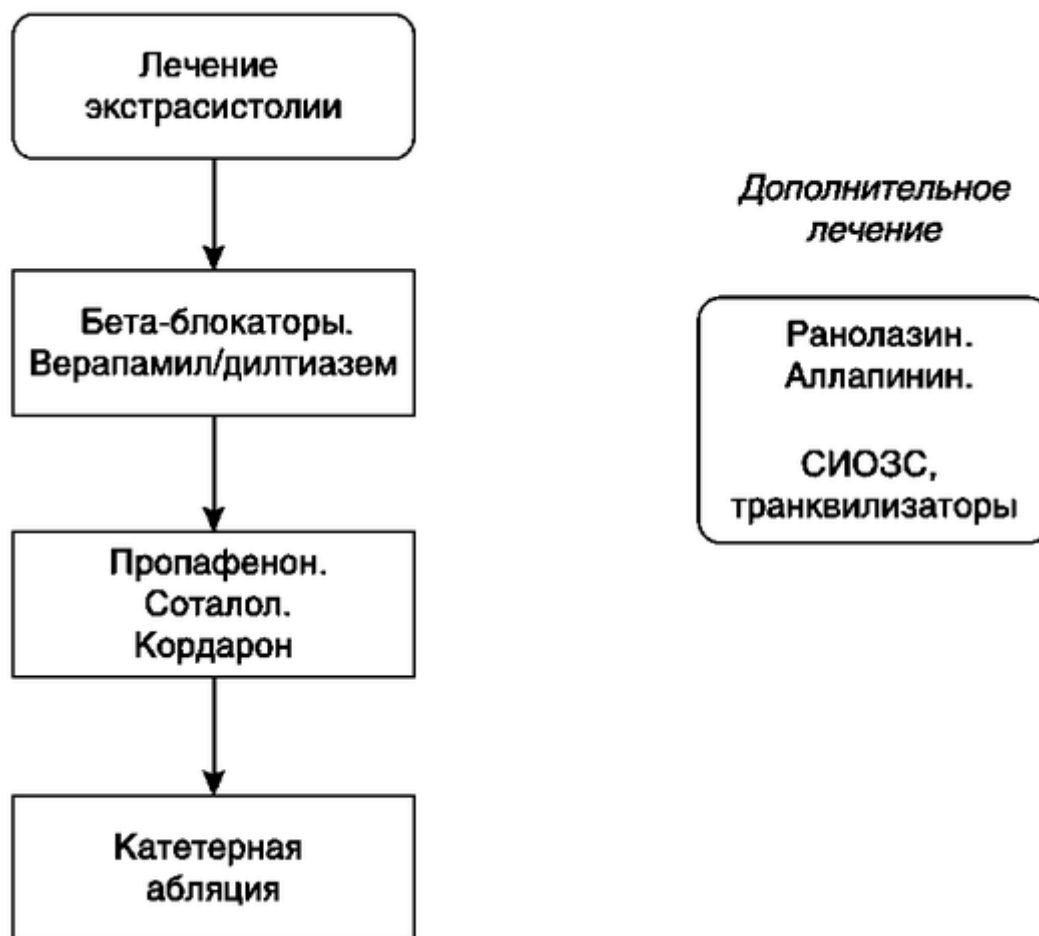 Лечение
экстрасистолии
Бета-блокаторы.
Верапамил/дилтиазем
Пропафенон.
Соталол.
Кордарон
Катетерная
абляция
Дополнительное
лечение
Ранолазин.
Аллапинин.
СИОЗС,
транквилизаторы